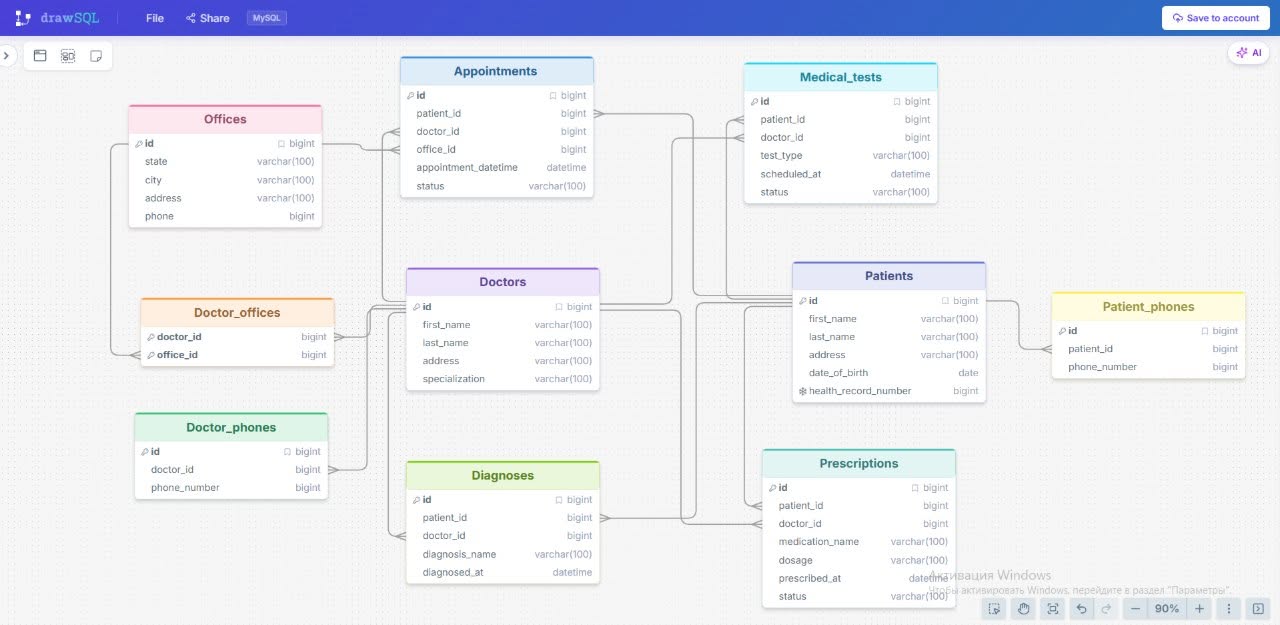 drawSQL File Share MySQL Save to account
AI
Appointments
id bigint
patient_id bigint
doctor_id bigint
office_id bigint
appointment_datetime datetime
status varchar(100)
Medical_tests
id bigint
patient_id bigint
doctor_id bigint
test_type varchar(100)
scheduled_at datetime
status varchar(100)
Offices
id bigint
state varchar(100)
city varchar(100)
address varchar(100)
phone bigint
Doctors
id bigint
first_name varchar(100)
last_name varchar(100)
address varchar(100)
specialization varchar(100)
Patients
id bigint
first_name varchar(100)
last_name varchar(100)
address varchar(100)
date_of_birth date
health_record_number bigint
Patient_phones
id bigint
patient_id bigint
phone_number bigint
Doctor_offices
doctor_id bigint
office_id bigint
Doctor_phones
id bigint
doctor_id bigint
phone_number bigint
Diagnoses
id bigint
patient_id bigint
doctor_id bigint
diagnosis_name varchar(100)
diagnosed_at datetime
Prescriptions
id bigint
patient_id bigint
doctor_id bigint
medication_name varchar(100)
dosage varchar(100)
prescribed_at datetime
status varchar(100)
Активация Windows
Чтобы активировать Windows, перейдите в раздел "Параметры".
90%